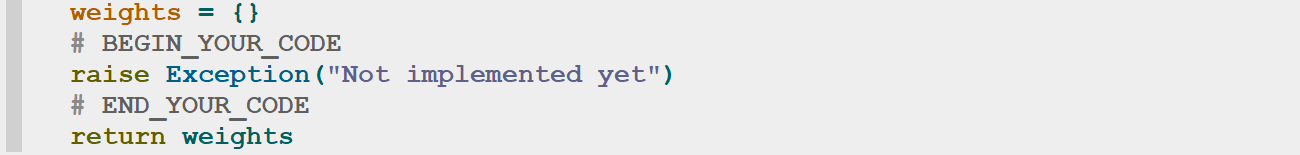 weights = {}
# BEGIN_YOUR_CODE
raise Exception("Not implemented yet")
# END_YOUR_CODE
return weights